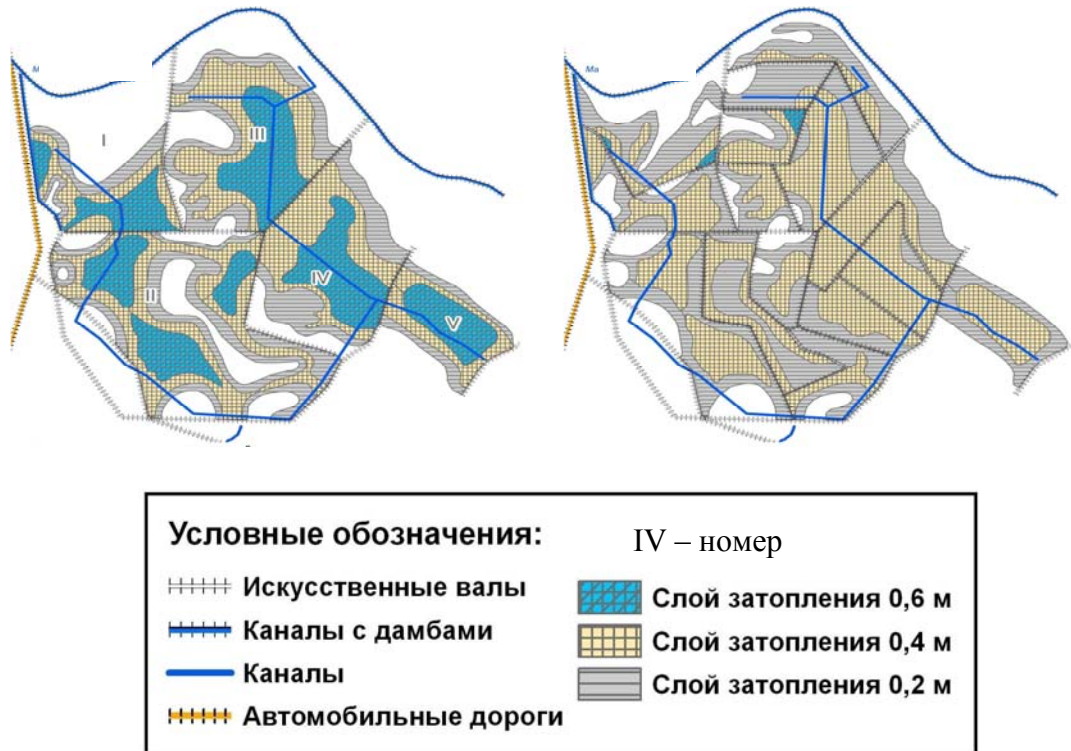 М
I
III
II
IV
V
Ма
Условные обозначения:
IV – номер
Искусственные валы
Каналы с дамбами
Каналы
Автомобильные дороги
Слой затопления 0,6 м
Слой затопления 0,4 м
Слой затопления 0,2 м